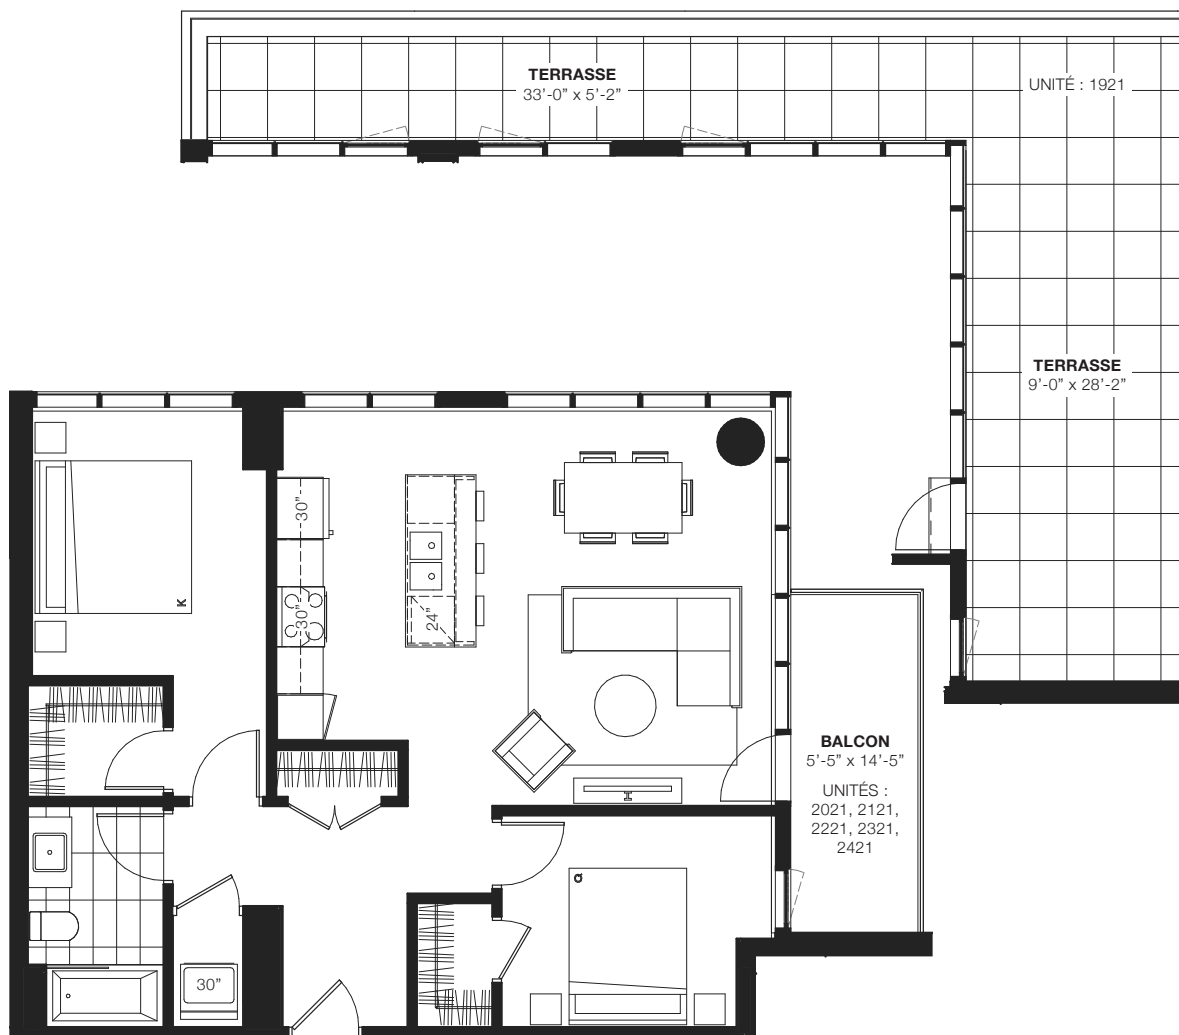 TERRASSE
33'-0” x 5'-2”
UNITÉ : 1921
TERRASSE
9'-0” x 28'-2”
30”
30”
24”
K
BALCON
5'-5” x 14'-5”
UNITÉS :
2021, 2121,
2221, 2321,
2421
Q
30”